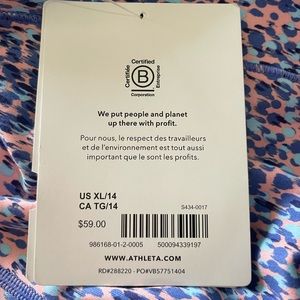 Certified
Certifiée
B
Entreprise
Corporation
We put people and planet
up there with profit.
Pour nous, le respect des travailleurs
et de l'environnement est tout aussi
important que le sont les profits.
US XL/14
CA TG/14
S434-0017
$59.00
986168-01-2-0005
500094339197
WWW.ATHLETA.COM
RD#288220 - PO#VB57751404